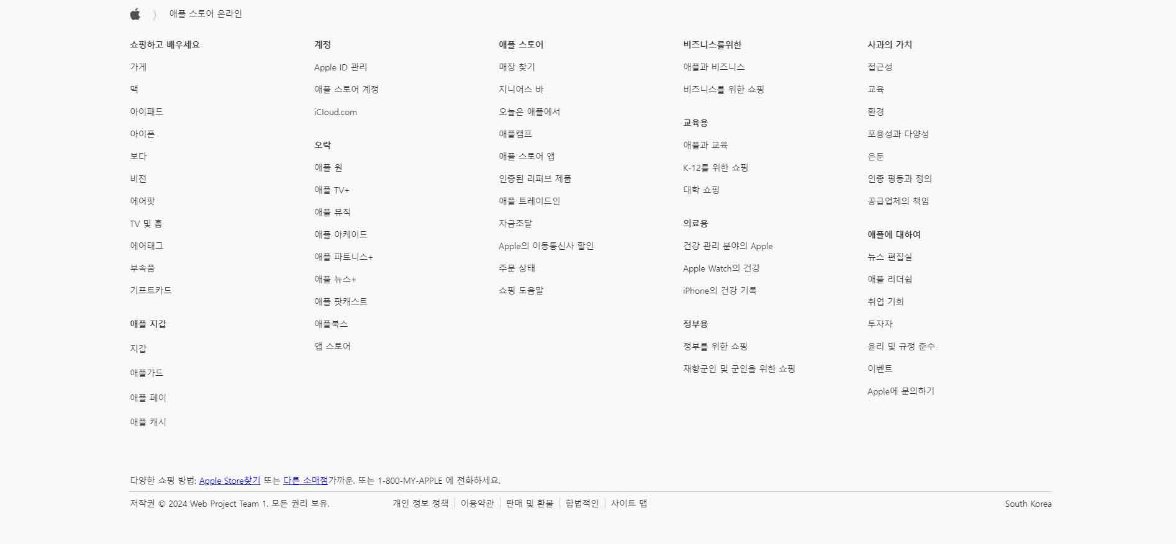 애플 스토어 온라인
쇼핑하고 배우세요
가게
맥
아이패드
아이폰
보다
비전
에어팟
TV 및 홈
에어태그
부속품
기프트카드
애플 지갑
지갑
애플카드
애플 페이
애플 캐시
계정
Apple ID 관리
애플 스토어 계정
iCloud.com
오락
애플 원
애플 TV+
애플 뮤직
애플 아케이드
애플 피트니스+
애플 뉴스+
애플 팟캐스트
애플북스
앱 스토어
애플 스토어
매장 찾기
지니어스 바
오늘은 애플에서
애플캠프
애플 스토어 앱
인증된 리퍼브 제품
애플 트레이드인
자금조달
Apple의 이동통신사 할인
주문 상태
쇼핑 도움말
비즈니스를위한
애플과 비즈니스
비즈니스를 위한 쇼핑
교육용
애플과 교육
K-12를 위한 쇼핑
대학 쇼핑
의료용
건강 관리 분야의 Apple
Apple Watch의 건강
iPhone의 건강 기록
정부용
정부를 위한 쇼핑
재향군인 및 군인을 위한 쇼핑
사과의 가치
접근성
교육
환경
포용성과 다양성
은둔
인종 평등과 정의
공급업체의 책임
애플에 대하여
뉴스 편집실
애플 리더쉽
취업 기회
투자자
윤리 및 규정 준수
이벤트
Apple에 문의하기
다양한 쇼핑 방법: Apple Store찾기 또는 다른 소매점가까운. 또는 1-800-MY-APPLE 에 전화하세요.
저작권 © 2024 Web Project Team 1. 모든 권리 보유. 개인 정보 정책 이용약관 판매 및 환불 합법적인 사이트 맵 South Korea